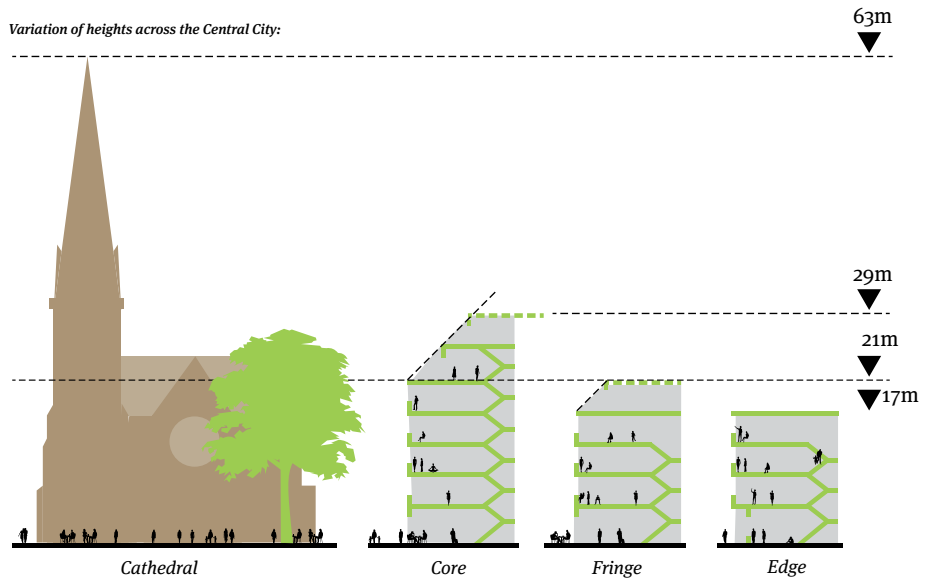 Variation of heights across the Central City:
63m
29m
21m
17m
Cathedral
Core
Fringe
Edge